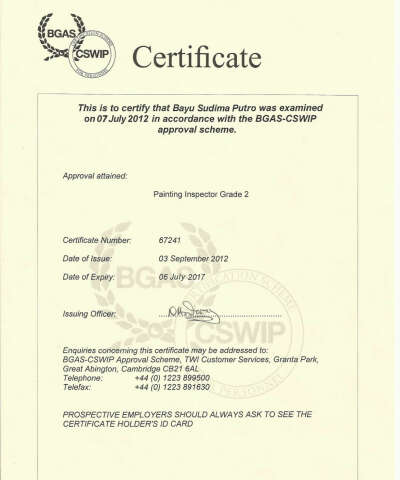 BGAS
CSWIP
Certificate
This is to certify that Bayu Sudima Putro was examined
on 07 July 2012 in accordance with the BGAS-CSWIP
approval scheme.
Approval attained:
Painting Inspector Grade 2
Certificate Number: 67241
Date of Issue: 03 September 2012
Date of Expiry: 06 July 2017
BGAS
CSWIP
Issuing Officer:
Enquiries concerning this certificate may be addressed to:
BGAS-CSWIP Approval Scheme, TWI Customer Services, Granta Park,
Great Abington, Cambridge CB21 6AL
Telephone: +44 (0) 1223 899500
Telefax: +44 (0) 1223 891630
PROSPECTIVE EMPLOYERS SHOULD ALWAYS ASK TO SEE THE
CERTIFICATE HOLDER'S ID CARD